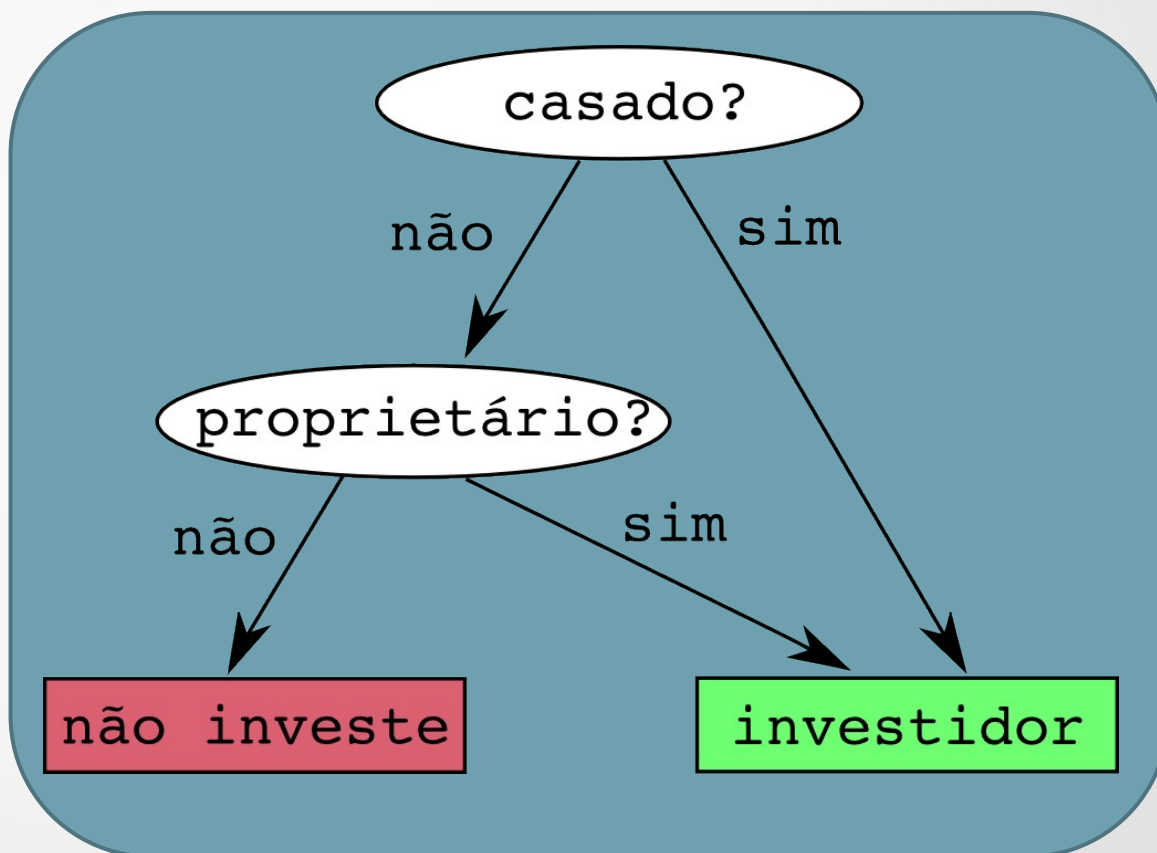 casado?
não
sim
proprietário?
não
sim
não investe
investidor